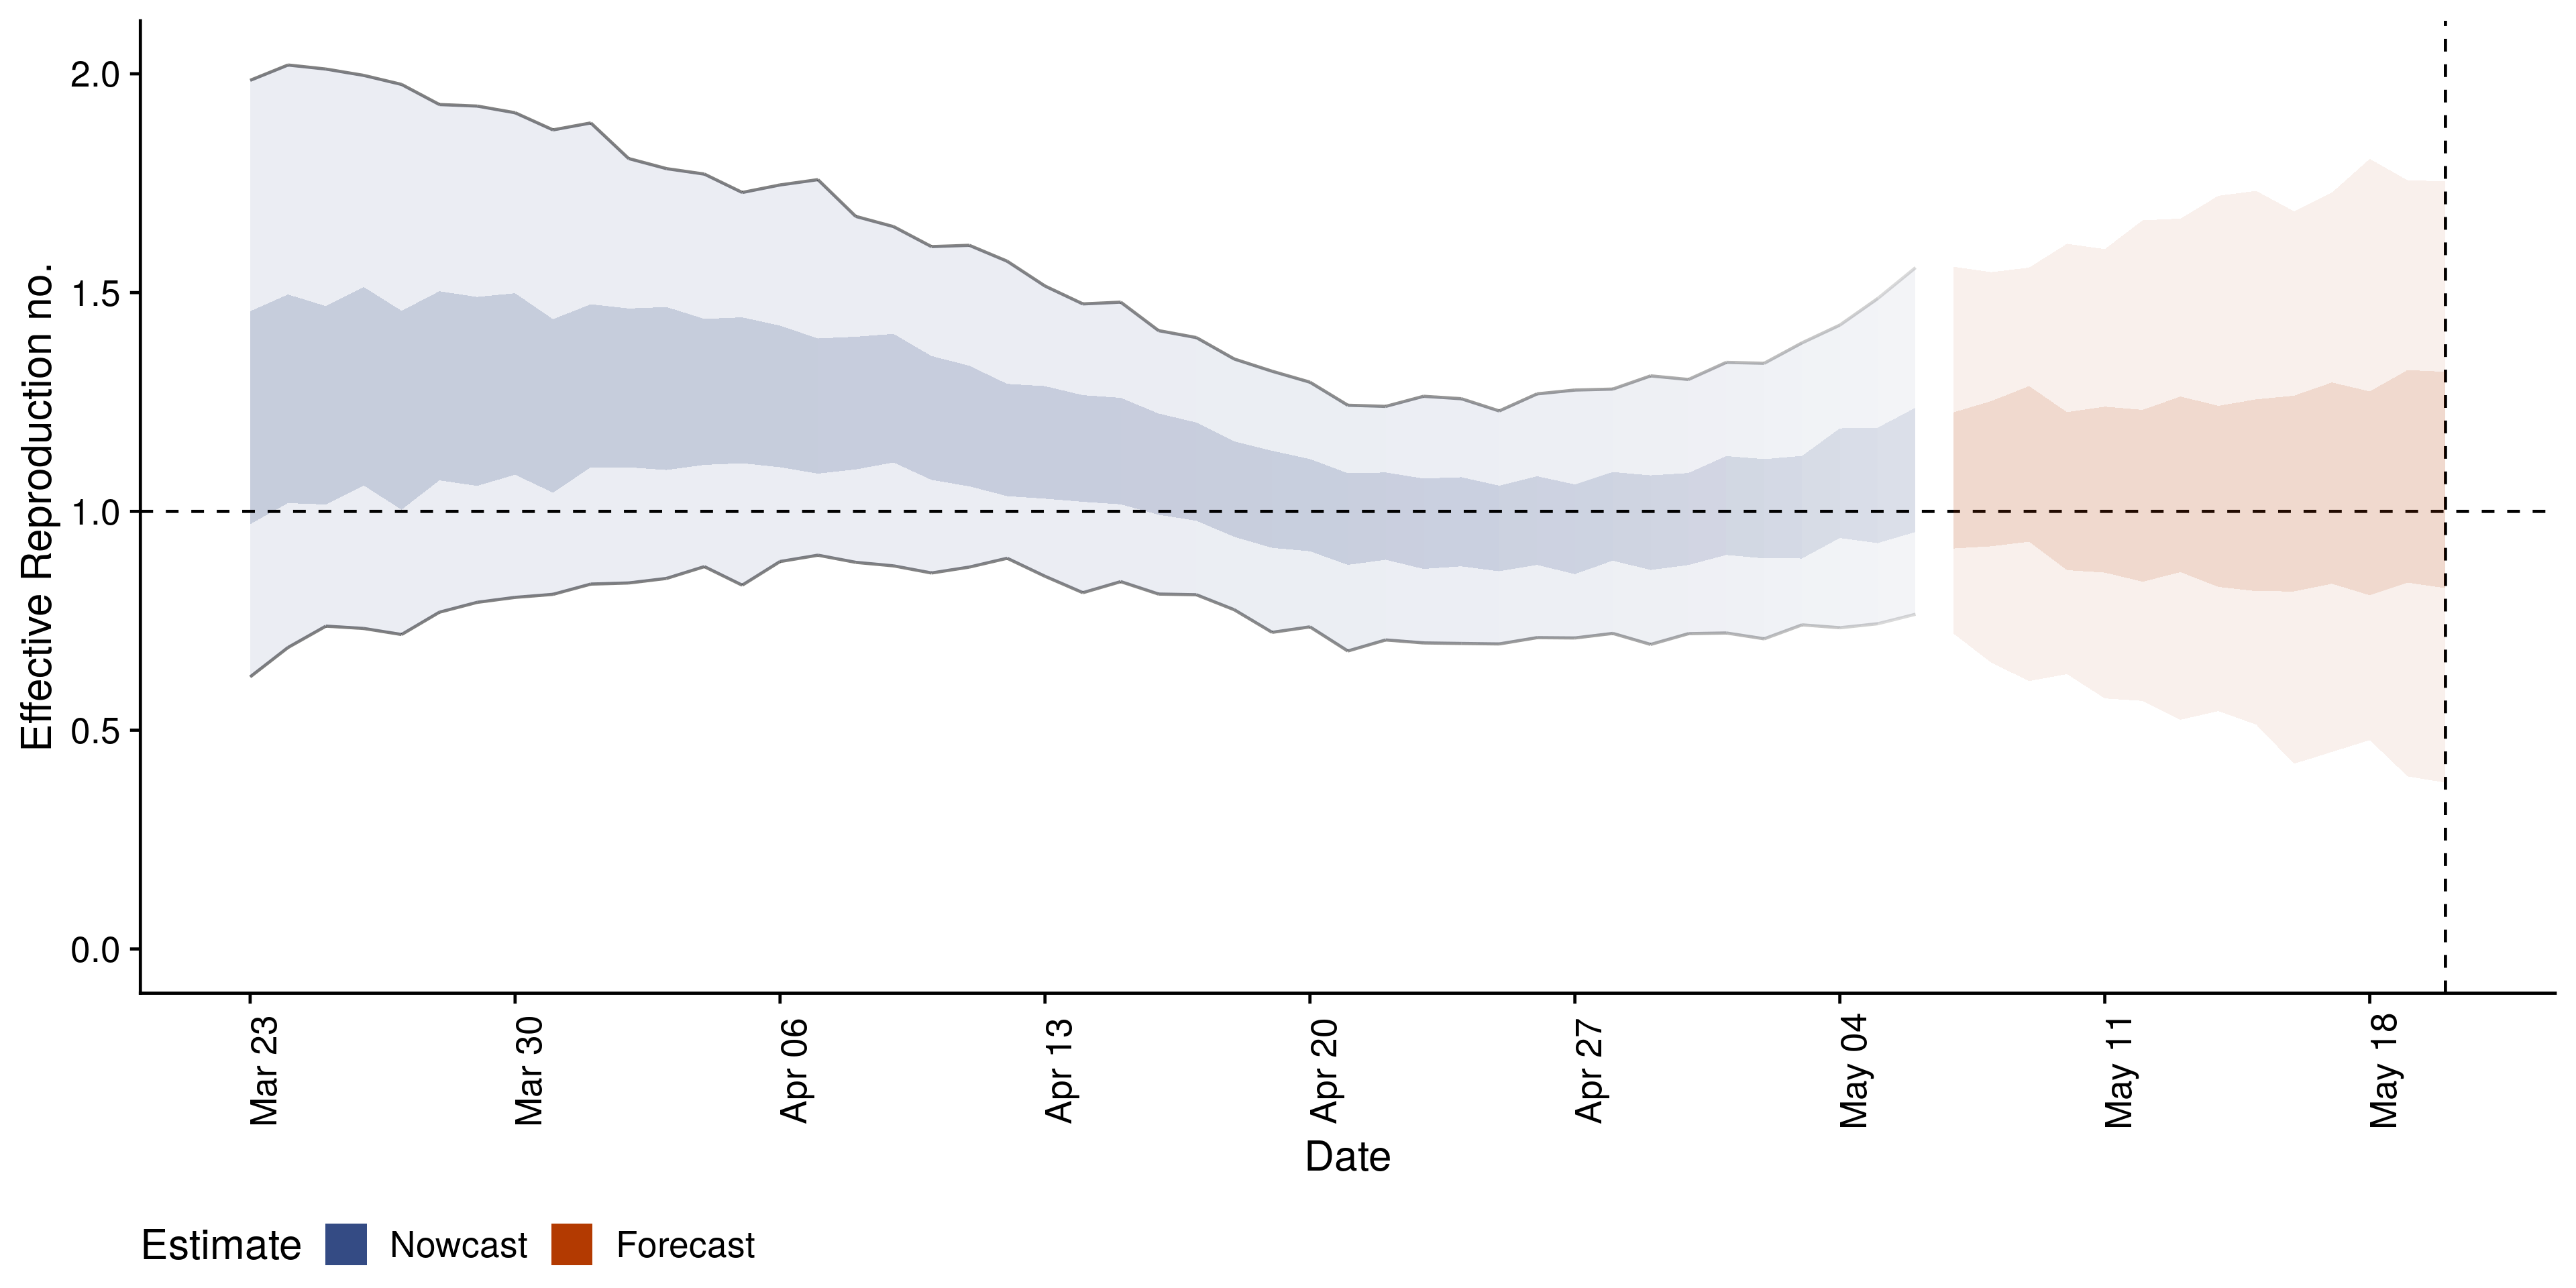 Effective Reproduction no.
2.0
1.5
1.0
0.5
0.0
Mar 23
Mar 30
Apr 06
Apr 13
Apr 20
Apr 27
May 04
May 11
May 18
Date
Estimate Nowcast Forecast